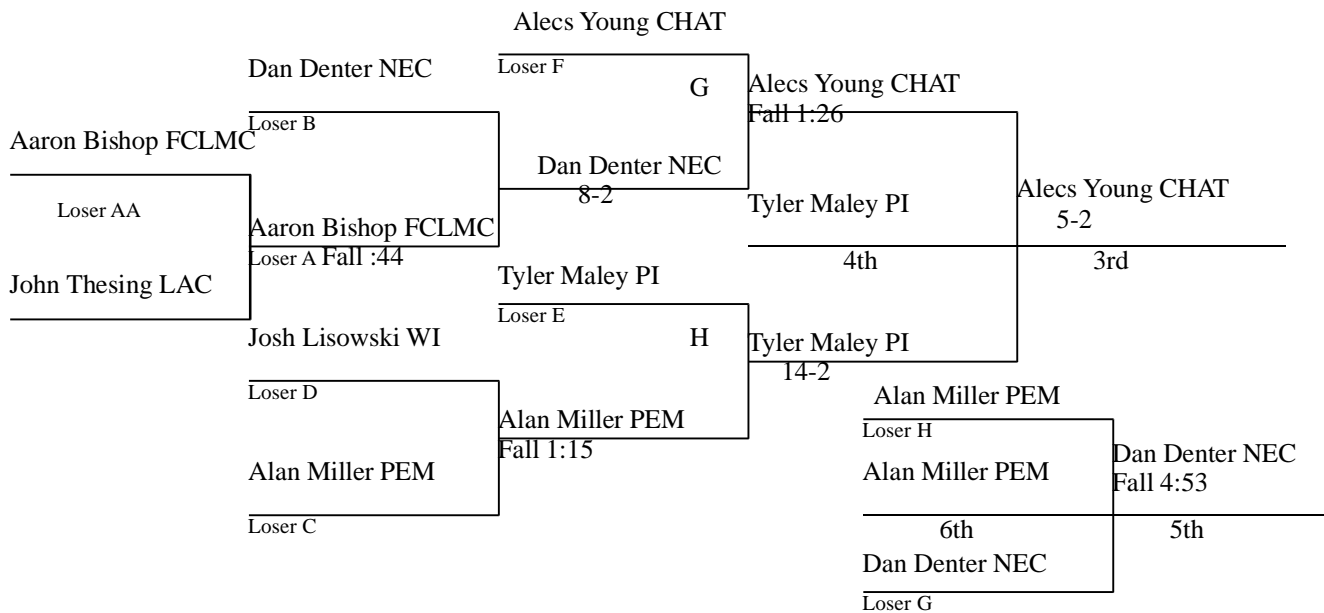 Alecs Young CHAT
Loser F
Dan Denter NEC
G
Alecs Young CHAT
Fall 1:26
Loser B
Aaron Bishop FCLMC
Dan Denter NEC
8-2
Tyler Maley PI
Alecs Young CHAT
5-2
Loser AA
Aaron Bishop FCLMC
Loser A Fall :44
4th
3rd
John Thesing LAC
Tyler Maley PI
Loser E
Josh Lisowski WI
H
Tyler Maley PI
14-2
Loser D
Alan Miller PEM
Loser H
Alan Miller PEM
Fall 1:15
Dan Denter NEC
Fall 4:53
Alan Miller PEM
Alan Miller PEM
Loser C
6th
5th
Dan Denter NEC
Loser G